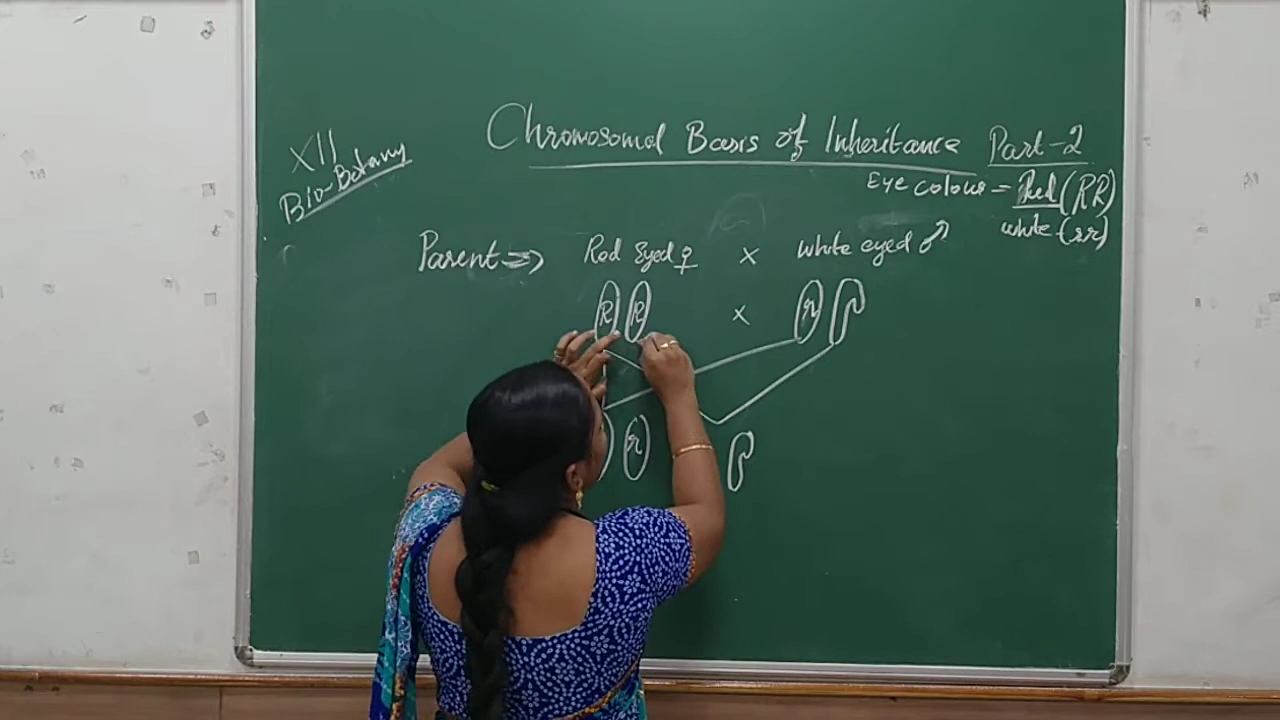 Chromosomal Basis of Inheritance Part-2
XII
Bio-Botany
Eye colour = Red (RR)
white (rr)
Parent => Red Eyed ♀ x white eyed ♂
R R x r
r